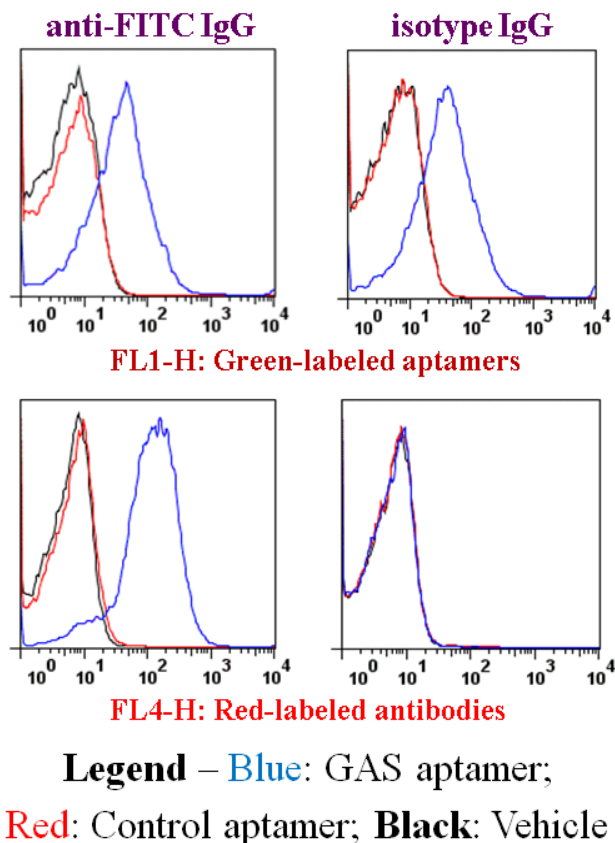 anti-FITC IgG isotype IgG
10^0 10^1 10^2 10^3 10^4 10^0 10^1 10^2 10^3 10^4
FL1-H: Green-labeled aptamers
10^0 10^1 10^2 10^3 10^4 10^0 10^1 10^2 10^3 10^4
FL4-H: Red-labeled antibodies
Legend – Blue: GAS aptamer;
Red: Control aptamer; Black: Vehicle